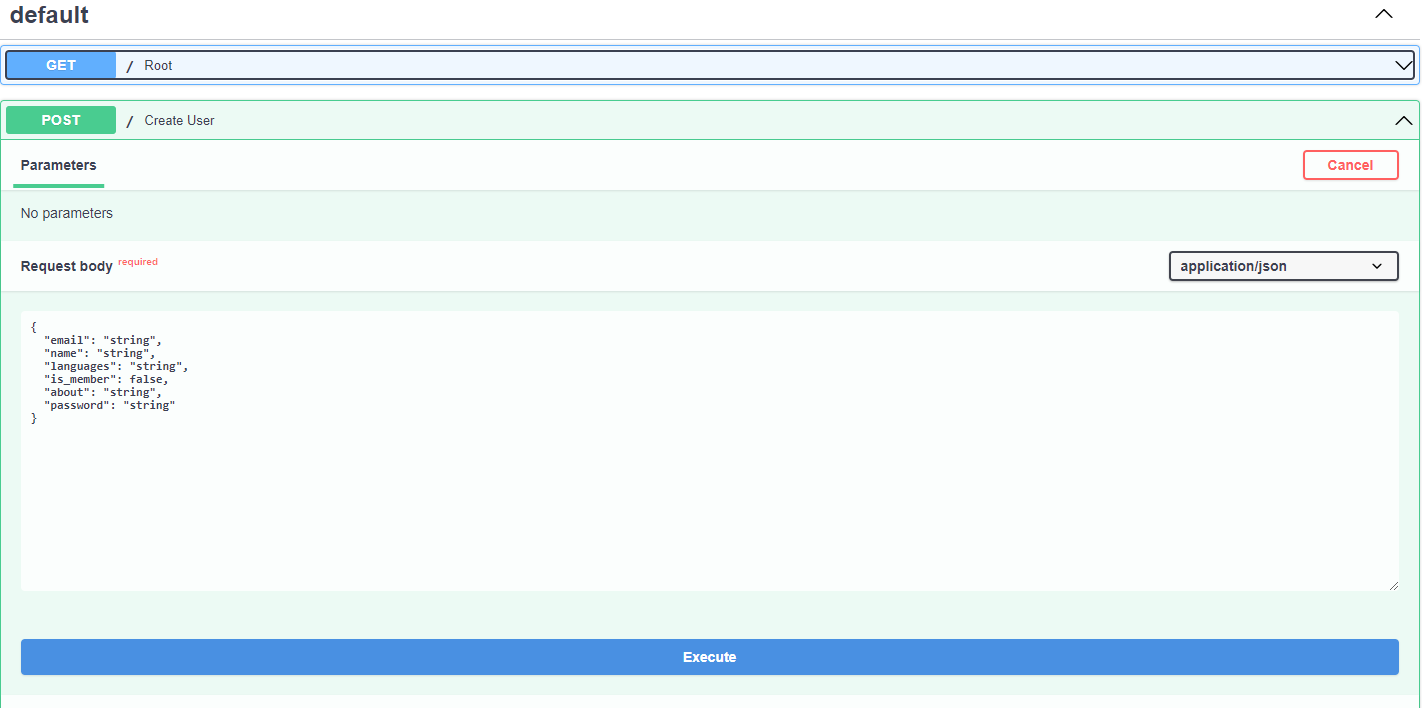 default
GET / Root
POST / Create User
Parameters
Cancel
No parameters
Request body required
application/json
{
  "email": "string",
  "name": "string",
  "languages": "string",
  "is_member": false,
  "about": "string",
  "password": "string"
}
Execute